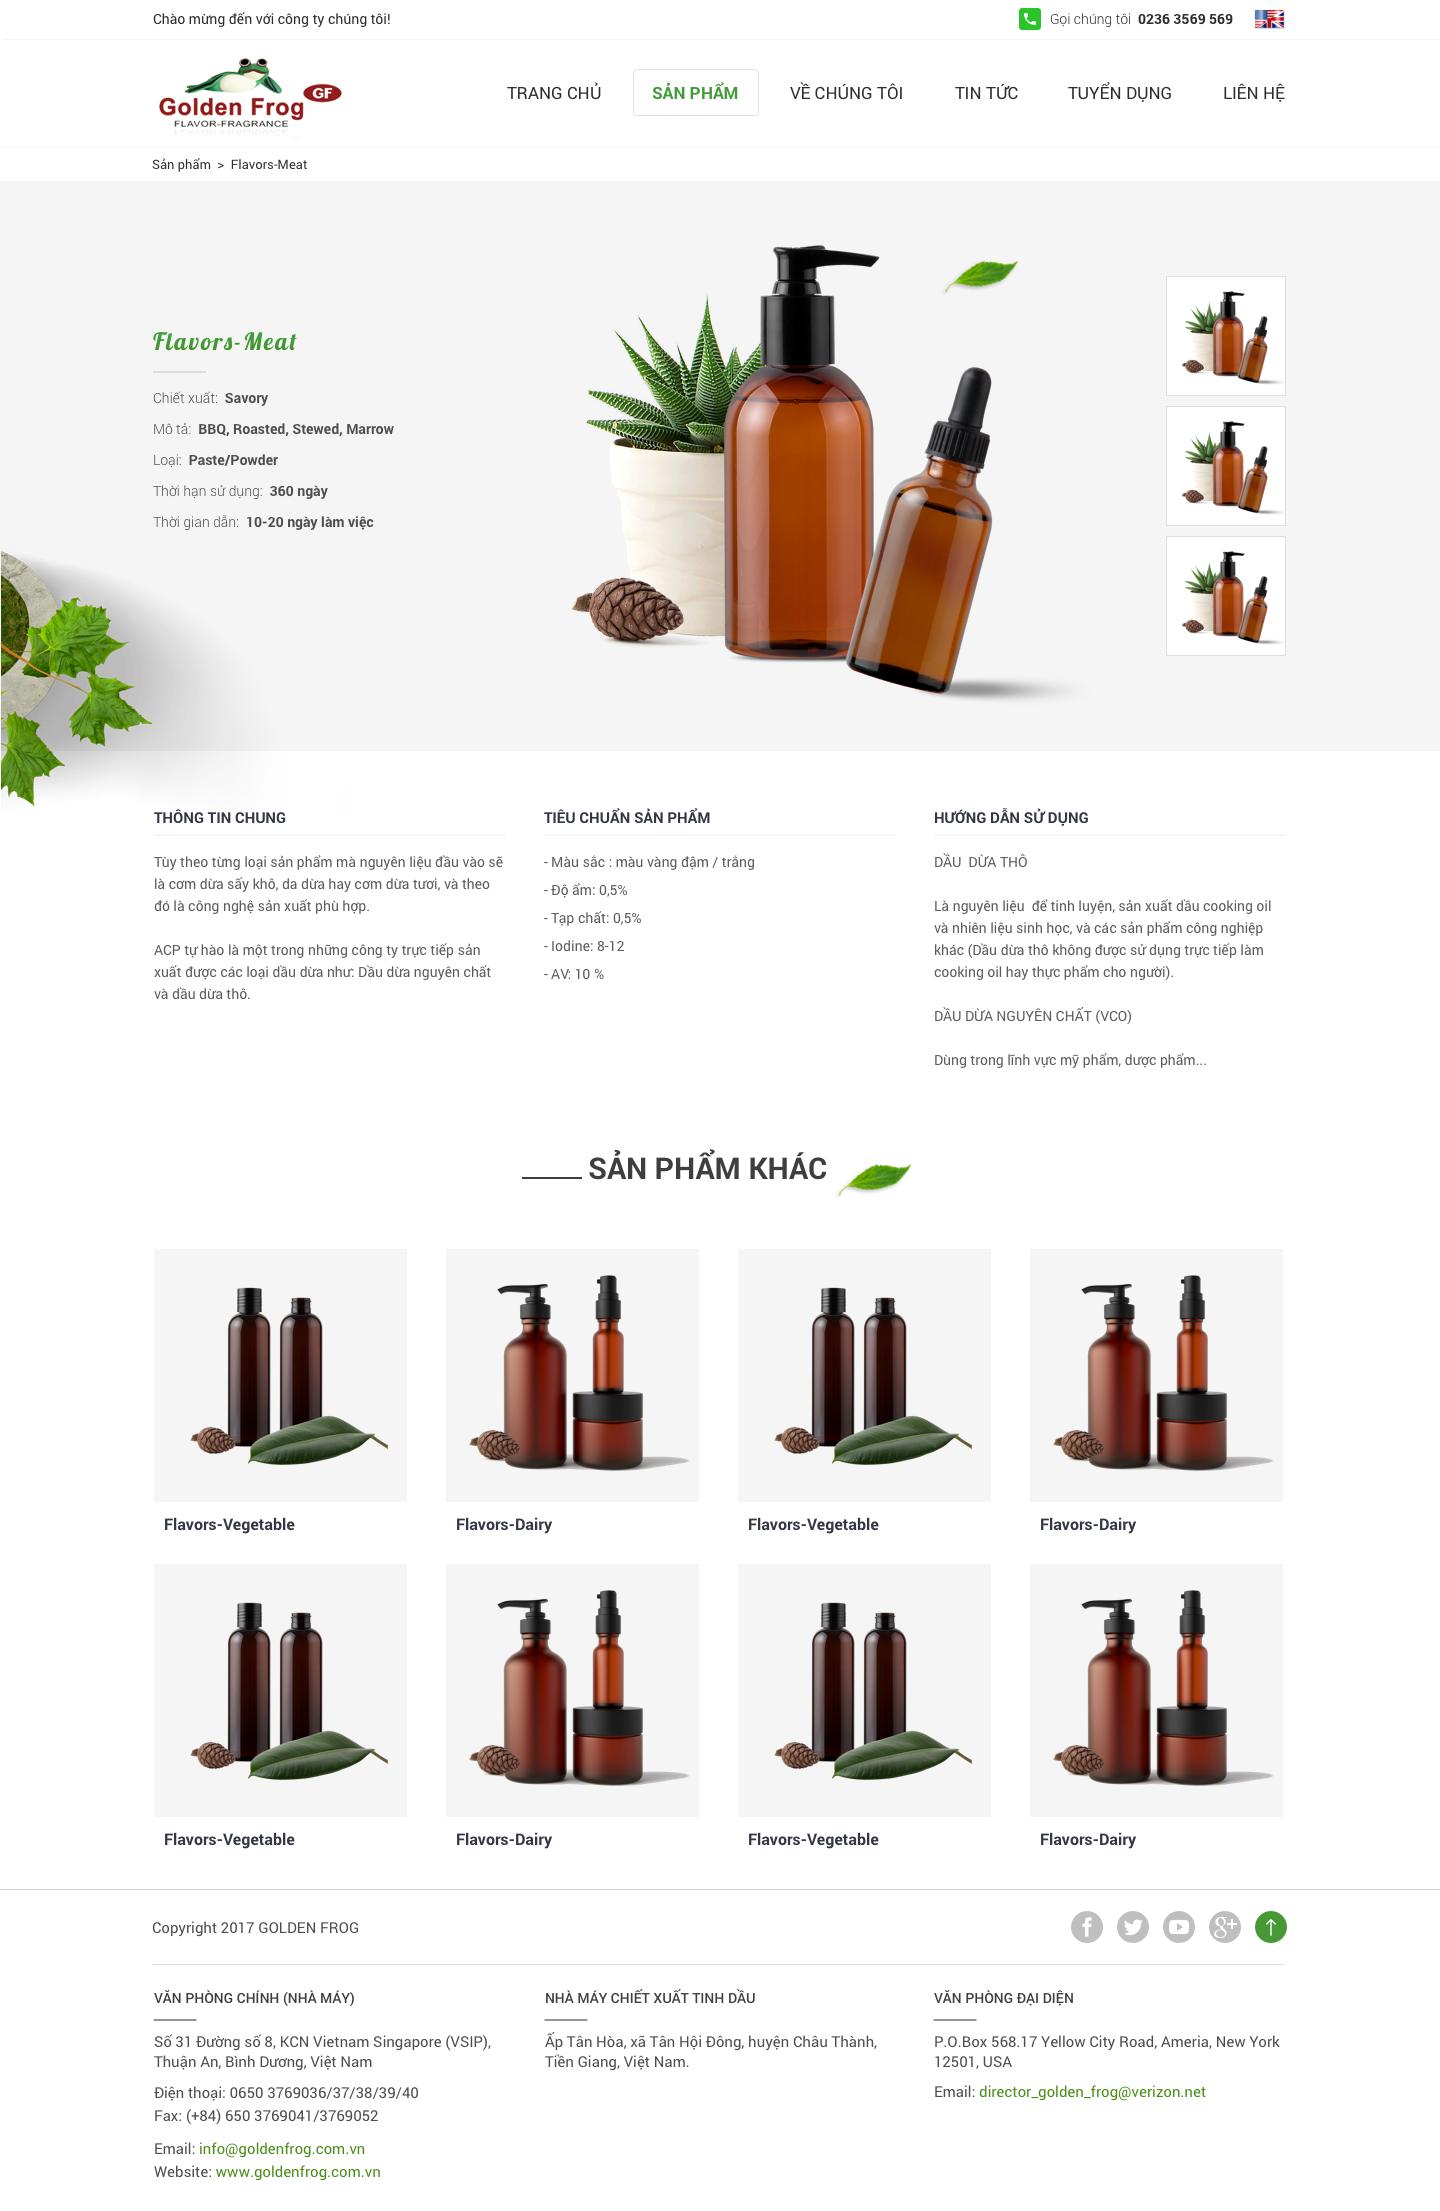 Chào mừng đến với công ty chúng tôi!
Gọi chúng tôi 0236 3569 569
Golden Frog GF
FLAVOR-FRAGRANCE
TRANG CHỦ SẢN PHẨM VỀ CHÚNG TÔI TIN TỨC TUYỂN DỤNG LIÊN HỆ
Sản phẩm > Flavors-Meat
Flavors-Meat
Chiết xuất: Savory
Mô tả: BBQ, Roasted, Stewed, Marrow
Loại: Paste/Powder
Thời hạn sử dụng: 360 ngày
Thời gian dẫn: 10-20 ngày làm việc
THÔNG TIN CHUNG
Tùy theo từng loại sản phẩm mà nguyên liệu đầu vào sẽ
là cơm dừa sấy khô, da dừa hay cơm dừa tươi, và theo
đó là công nghệ sản xuất phù hợp.
ACP tự hào là một trong những công ty trực tiếp sản
xuất được các loại dầu dừa như: Dầu dừa nguyên chất
và dầu dừa thô.
TIÊU CHUẨN SẢN PHẨM
- Màu sắc : màu vàng đậm / trắng
- Độ ẩm: 0,5%
- Tạp chất: 0,5%
- Iodine: 8-12
- AV: 10 %
HƯỚNG DẪN SỬ DỤNG
DẦU DỪA THÔ
Là nguyên liệu để tinh luyện, sản xuất dầu cooking oil
và nhiên liệu sinh học, và các sản phẩm công nghiệp
khác (Dầu dừa thô không được sử dụng trực tiếp làm
cooking oil hay thực phẩm cho người).
DẦU DỪA NGUYÊN CHẤT (VCO)
Dùng trong lĩnh vực mỹ phẩm, dược phẩm...
SẢN PHẨM KHÁC
Flavors-Vegetable Flavors-Dairy Flavors-Vegetable Flavors-Dairy
Flavors-Vegetable Flavors-Dairy Flavors-Vegetable Flavors-Dairy
Copyright 2017 GOLDEN FROG
VĂN PHÒNG CHÍNH (NHÀ MÁY)
Số 31 Đường số 8, KCN Vietnam Singapore (VSIP),
Thuận An, Bình Dương, Việt Nam
Điện thoại: 0650 3769036/37/38/39/40
Fax: (+84) 650 3769041/3769052
Email: info@goldenfrog.com.vn
Website: www.goldenfrog.com.vn
NHÀ MÁY CHIẾT XUẤT TINH DẦU
Ấp Tân Hòa, xã Tân Hội Đông, huyện Châu Thành,
Tiền Giang, Việt Nam.
VĂN PHÒNG ĐẠI DIỆN
P.O.Box 568.17 Yellow City Road, Ameria, New York
12501, USA
Email: director_golden_frog@verizon.net